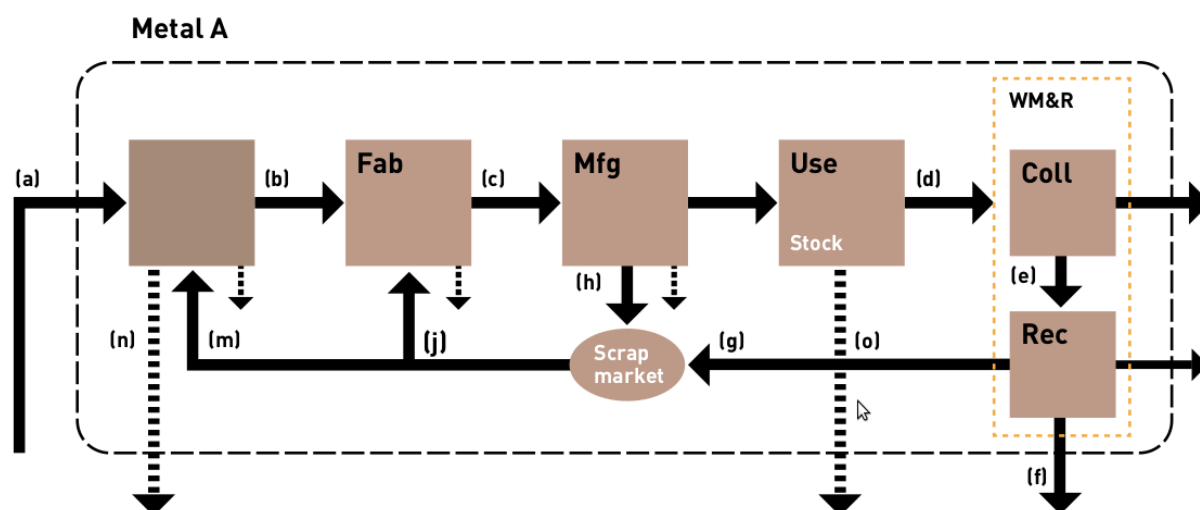 Metal A
WM&R
Fab
Mfg
Use
Coll
(a)
(b)
(c)
(d)
Stock
(e)
(h)
Rec
(n)
(m)
(j)
Scrap
market
(g)
(o)
(f)